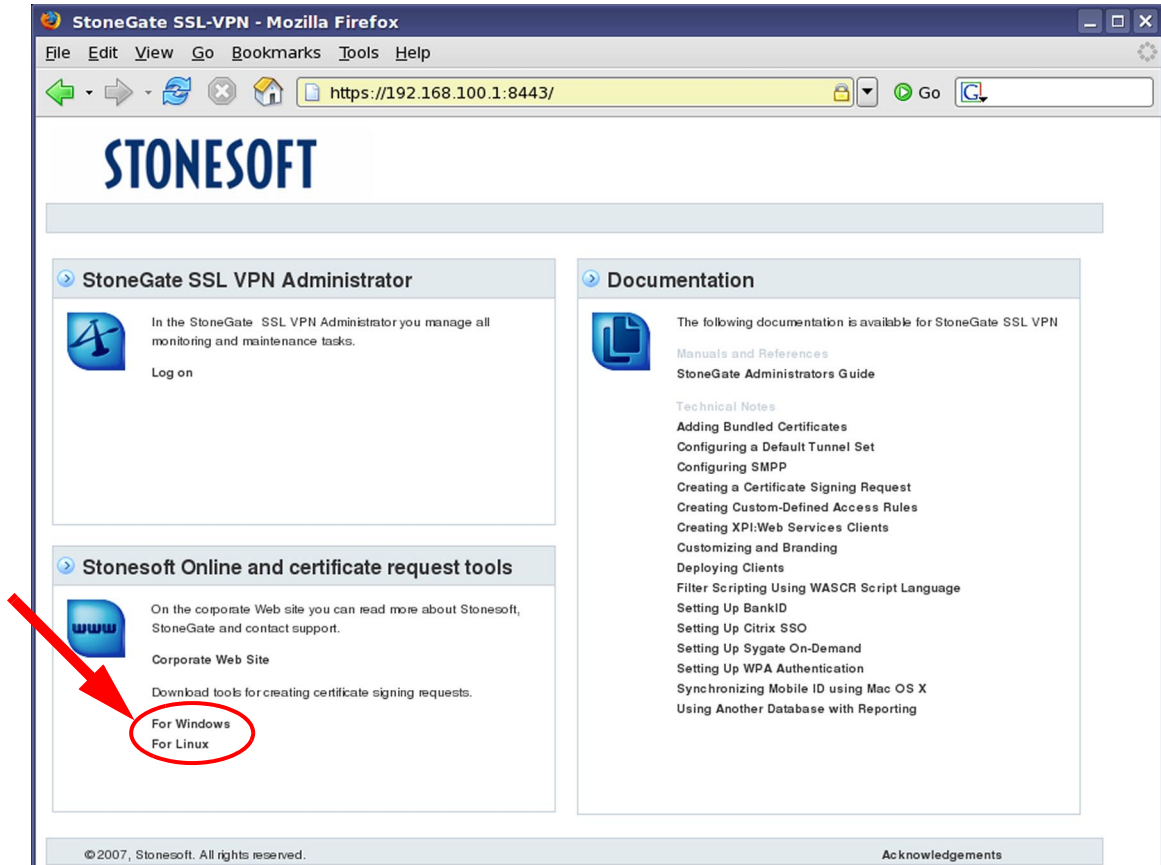 StoneGate SSL-VPN - Mozilla Firefox
File Edit View Go Bookmarks Tools Help
https://192.168.100.1:8443/ Go G
STONESOFT
StoneGate SSL VPN Administrator
In the StoneGate SSL VPN Administrator you manage all
monitoring and maintenance tasks.
Log on
Stonesoft Online and certificate request tools
www
On the corporate Web site you can read more about Stonesoft,
StoneGate and contact support.
Corporate Web Site
Download tools for creating certificate signing requests.
For Windows
For Linux
Documentation
The following documentation is available for StoneGate SSL VPN
Manuals and References
StoneGate Administrators Guide
Technical Notes
Adding Bundled Certificates
Configuring a Default Tunnel Set
Configuring SMPP
Creating a Certificate Signing Request
Creating Custom-Defined Access Rules
Creating XPI:Web Services Clients
Customizing and Branding
Deploying Clients
Filter Scripting Using WASCR Script Language
Setting Up BankID
Setting Up Citrix SSO
Setting Up Sygate On-Demand
Setting Up WPA Authentication
Synchronizing Mobile ID using Mac OS X
Using Another Database with Reporting
©2007, Stonesoft. All rights reserved.
Acknowledgements